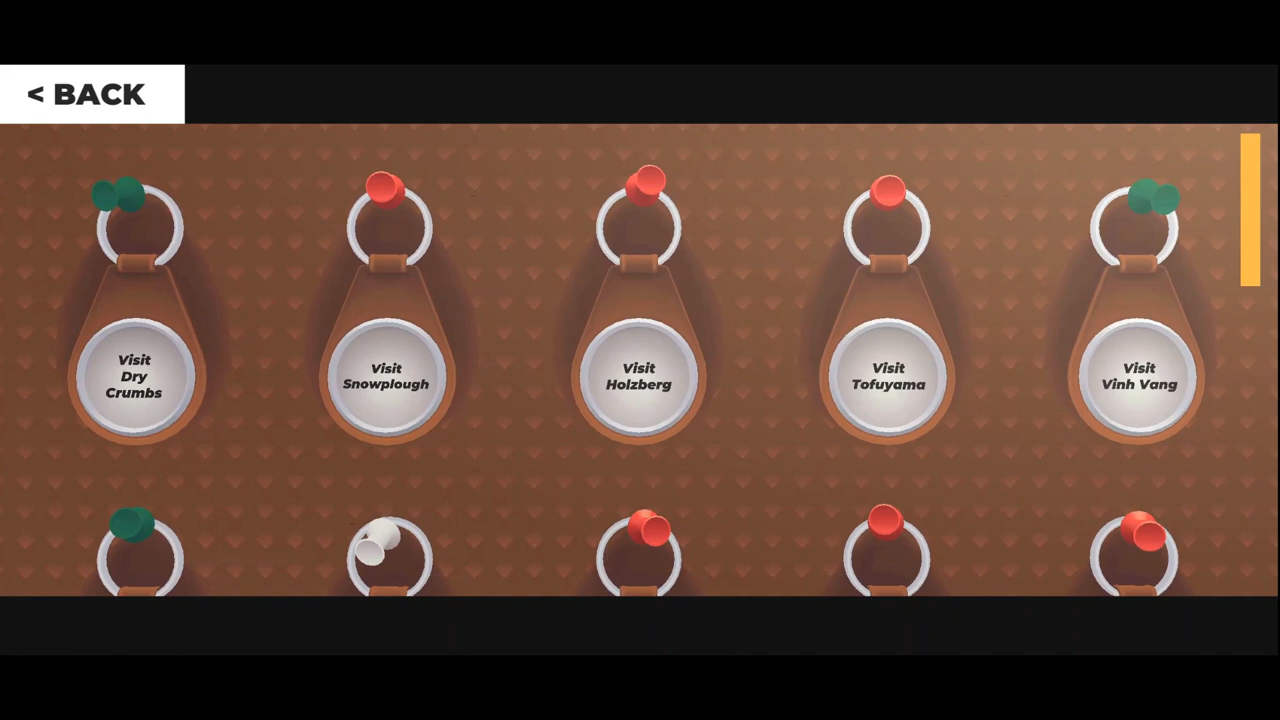 < BACK
Visit
Dry
Crumbs
Visit
Snowplough
Visit
Holzberg
Visit
Tofuyama
Visit
Vinh Vang